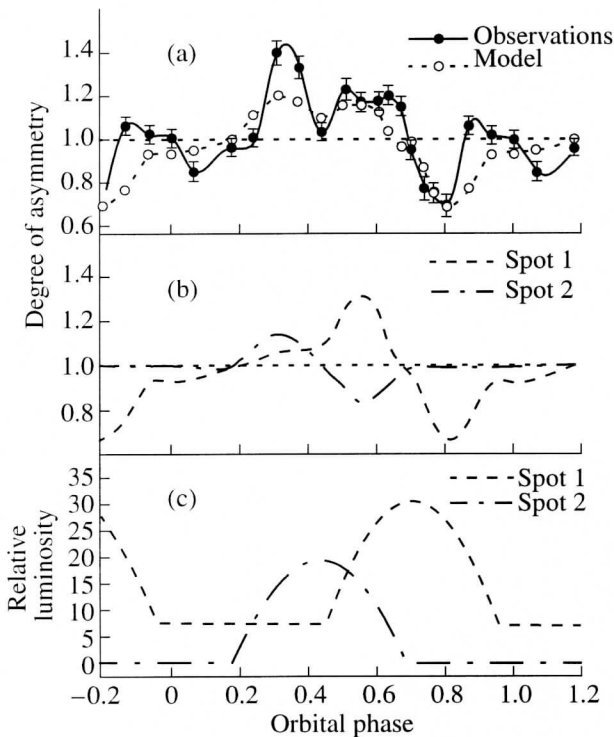 (a)
Observations
Model
1.4
1.2
1.0
0.8
0.6
Degree of asymmetry
(b)
Spot 1
Spot 2
1.4
1.2
1.0
0.8
(c)
Spot 1
Spot 2
35
30
25
20
15
10
5
0
Relative
luminosity
−0.2 0 0.2 0.4 0.6 0.8 1.0 1.2
Orbital phase